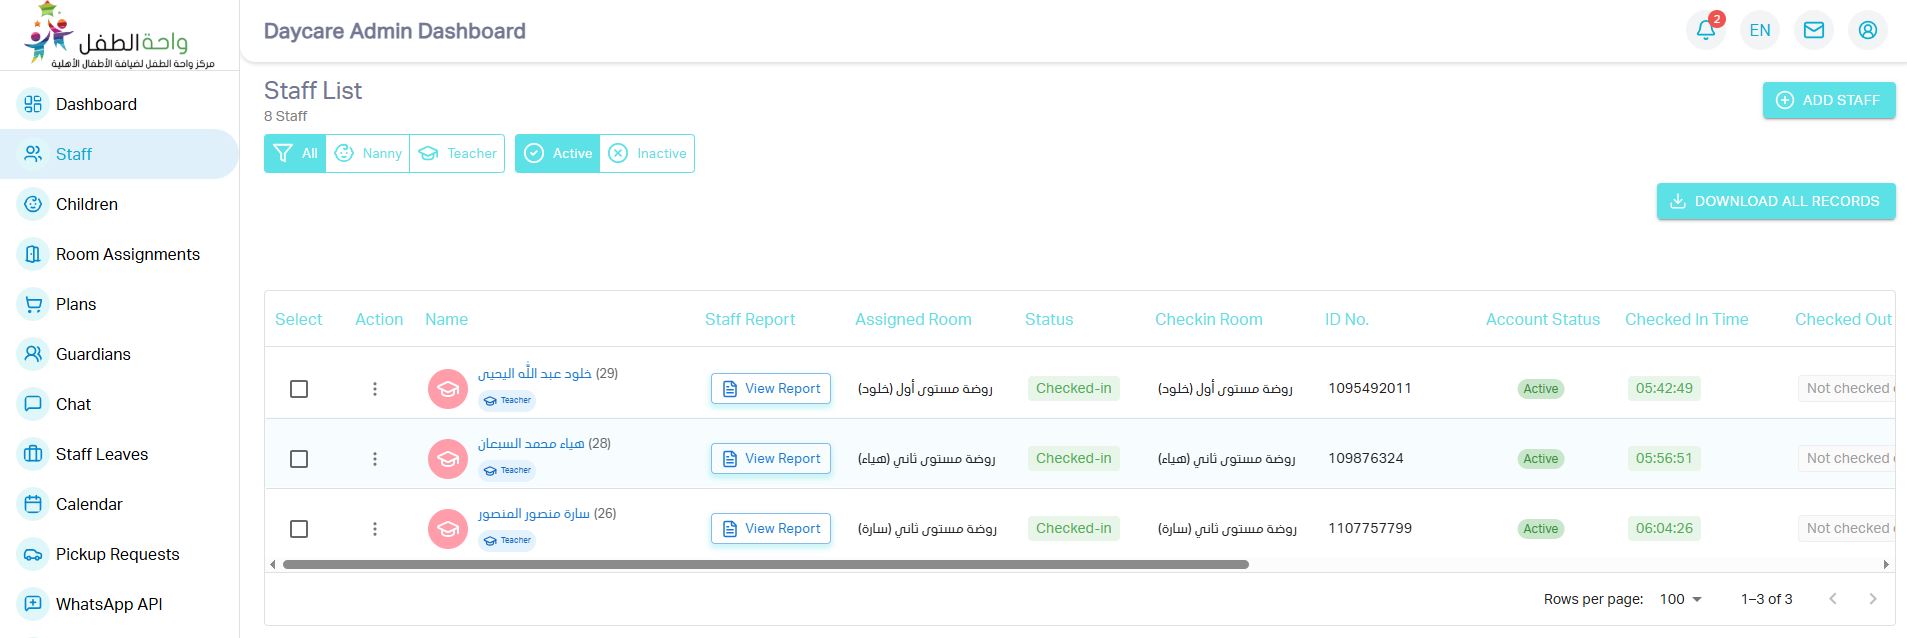 واحة الطفل
مركز واحة الطفل لضيافة الأطفال الأهلية
Daycare Admin Dashboard
2
EN
Dashboard
Staff
Children
Room Assignments
Plans
Guardians
Chat
Staff Leaves
Calendar
Pickup Requests
WhatsApp API
Staff List
8 Staff
ADD STAFF
All Nanny Teacher Active Inactive
DOWNLOAD ALL RECORDS
Select Action Name Staff Report Assigned Room Status Checkin Room ID No. Account Status Checked In Time Checked Out
خلود عبد الله اليحيى (29)
Teacher
View Report روضة مستوى أول (خلود) Checked-in روضة مستوى أول (خلود) 1095492011 Active 05:42:49 Not checked
هياء محمد السبعان (28)
Teacher
View Report روضة مستوى ثاني (هياء) Checked-in روضة مستوى ثاني (هياء) 109876324 Active 05:56:51 Not checked
سارة منصور المنصور (26)
Teacher
View Report روضة مستوى ثاني (سارة) Checked-in روضة مستوى ثاني (سارة) 1107757799 Active 06:04:26 Not checked
Rows per page: 100 1–3 of 3